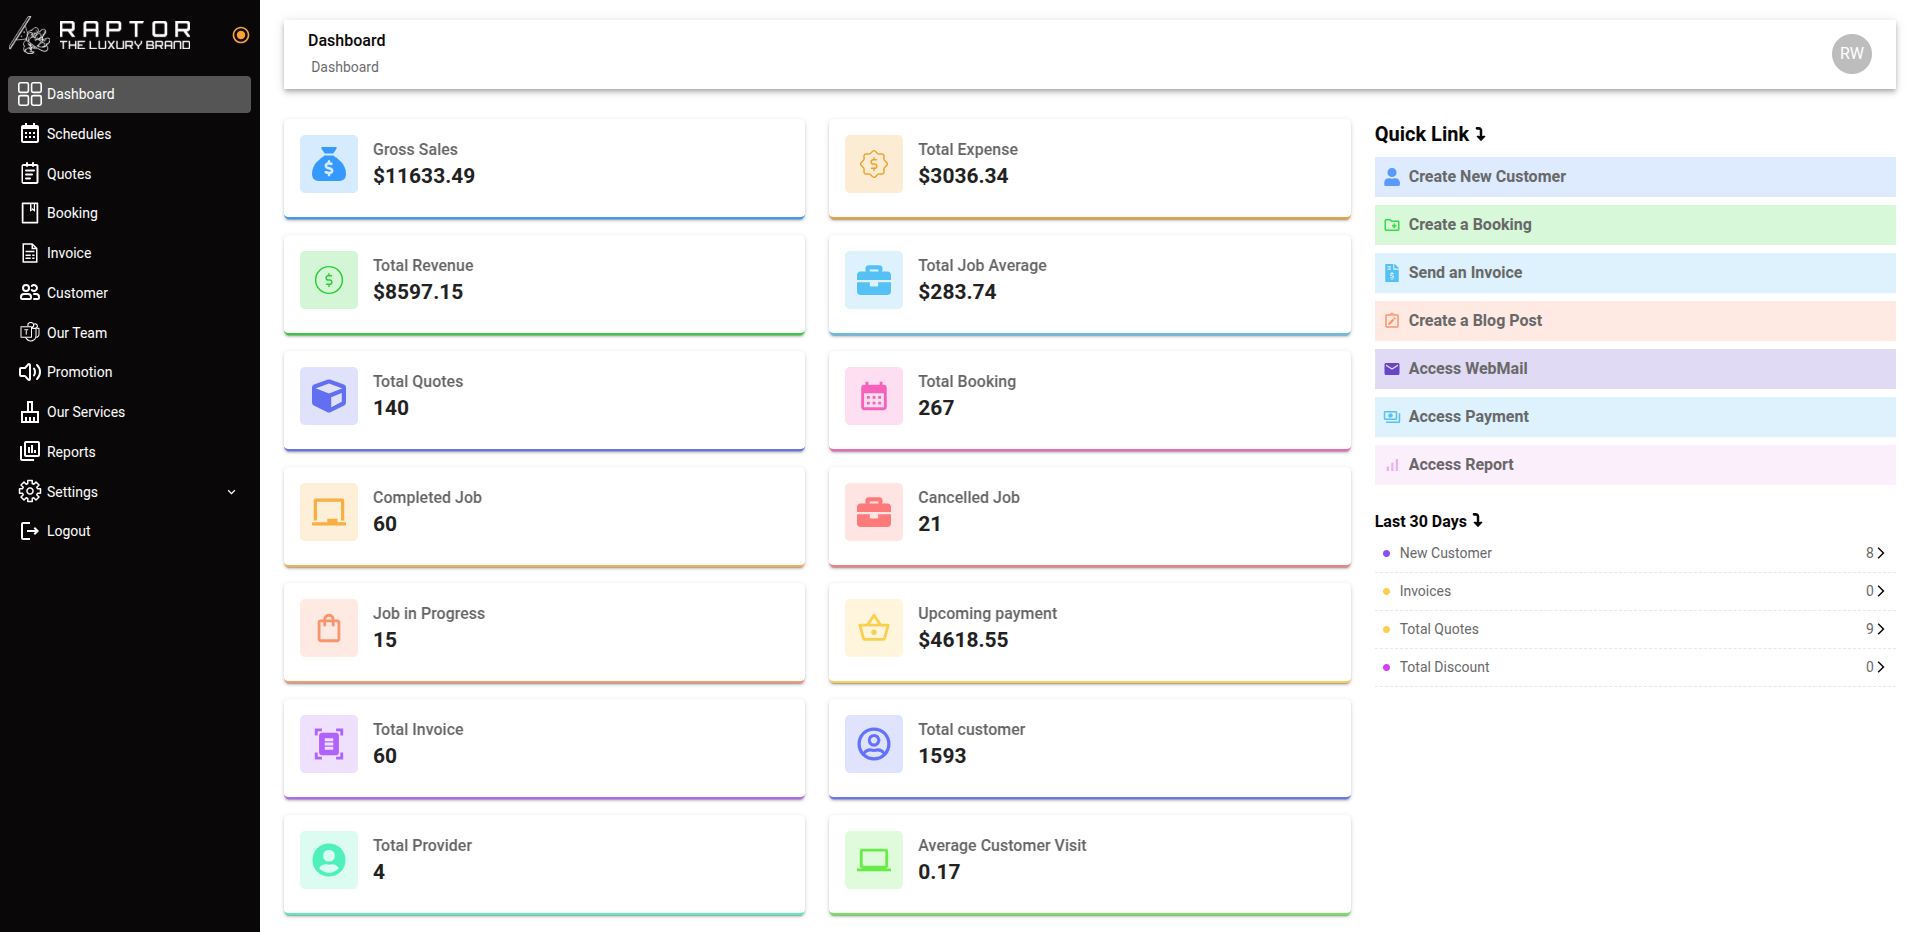 RAPTOR
THE LUXURY BRAND
Dashboard
Schedules
Quotes
Booking
Invoice
Customer
Our Team
Promotion
Our Services
Reports
Settings
Logout
Dashboard
Dashboard
RW
Gross Sales
$11633.49
Total Expense
$3036.34
Total Revenue
$8597.15
Total Job Average
$283.74
Total Quotes
140
Total Booking
267
Completed Job
60
Cancelled Job
21
Job in Progress
15
Upcoming payment
$4618.55
Total Invoice
60
Total customer
1593
Total Provider
4
Average Customer Visit
0.17
Quick Link
Create New Customer
Create a Booking
Send an Invoice
Create a Blog Post
Access WebMail
Access Payment
Access Report
Last 30 Days
New Customer 8
Invoices 0
Total Quotes 9
Total Discount 0